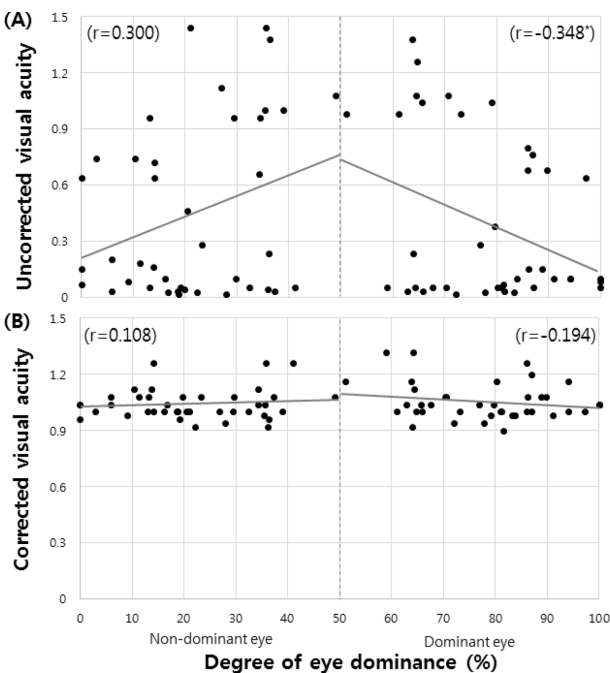 (A)
Uncorrected visual acuity
1.5
1.2
0.9
0.6
0.3
0
(r=0.300)
(r=-0.348*)
(B)
Corrected visual acuity
1.5
1.2
0.9
0.6
0.3
0
(r=0.108)
(r=-0.194)
0 10 20 30 40 50 60 70 80 90 100
Non-dominant eye Dominant eye
Degree of eye dominance (%)